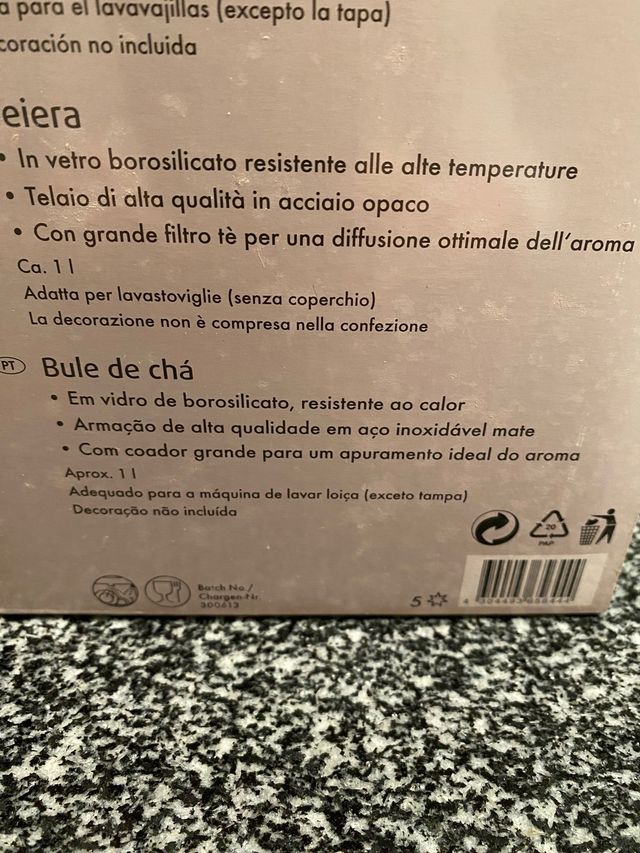 a para el lavavajillas (excepto la tapa)
coración no incluida
eiera
• In vetro borosilicato resistente alle alte temperature
• Telaio di alta qualità in acciaio opaco
• Con grande filtro tè per una diffusione ottimale dell'aroma
Ca. 1 l
Adatta per lavastoviglie (senza coperchio)
La decorazione non è compresa nella confezione
PT Bule de chá
• Em vidro de borosilicato, resistente ao calor
• Armação de alta qualidade em aço inoxidável mate
• Com coador grande para um apuramento ideal do aroma
Aprox. 1 l
Adequado para a máquina de lavar loiça (exceto tampa)
Decoração não incluída
20
PAP
Batch No./
Chargen-Nr.
300613
5